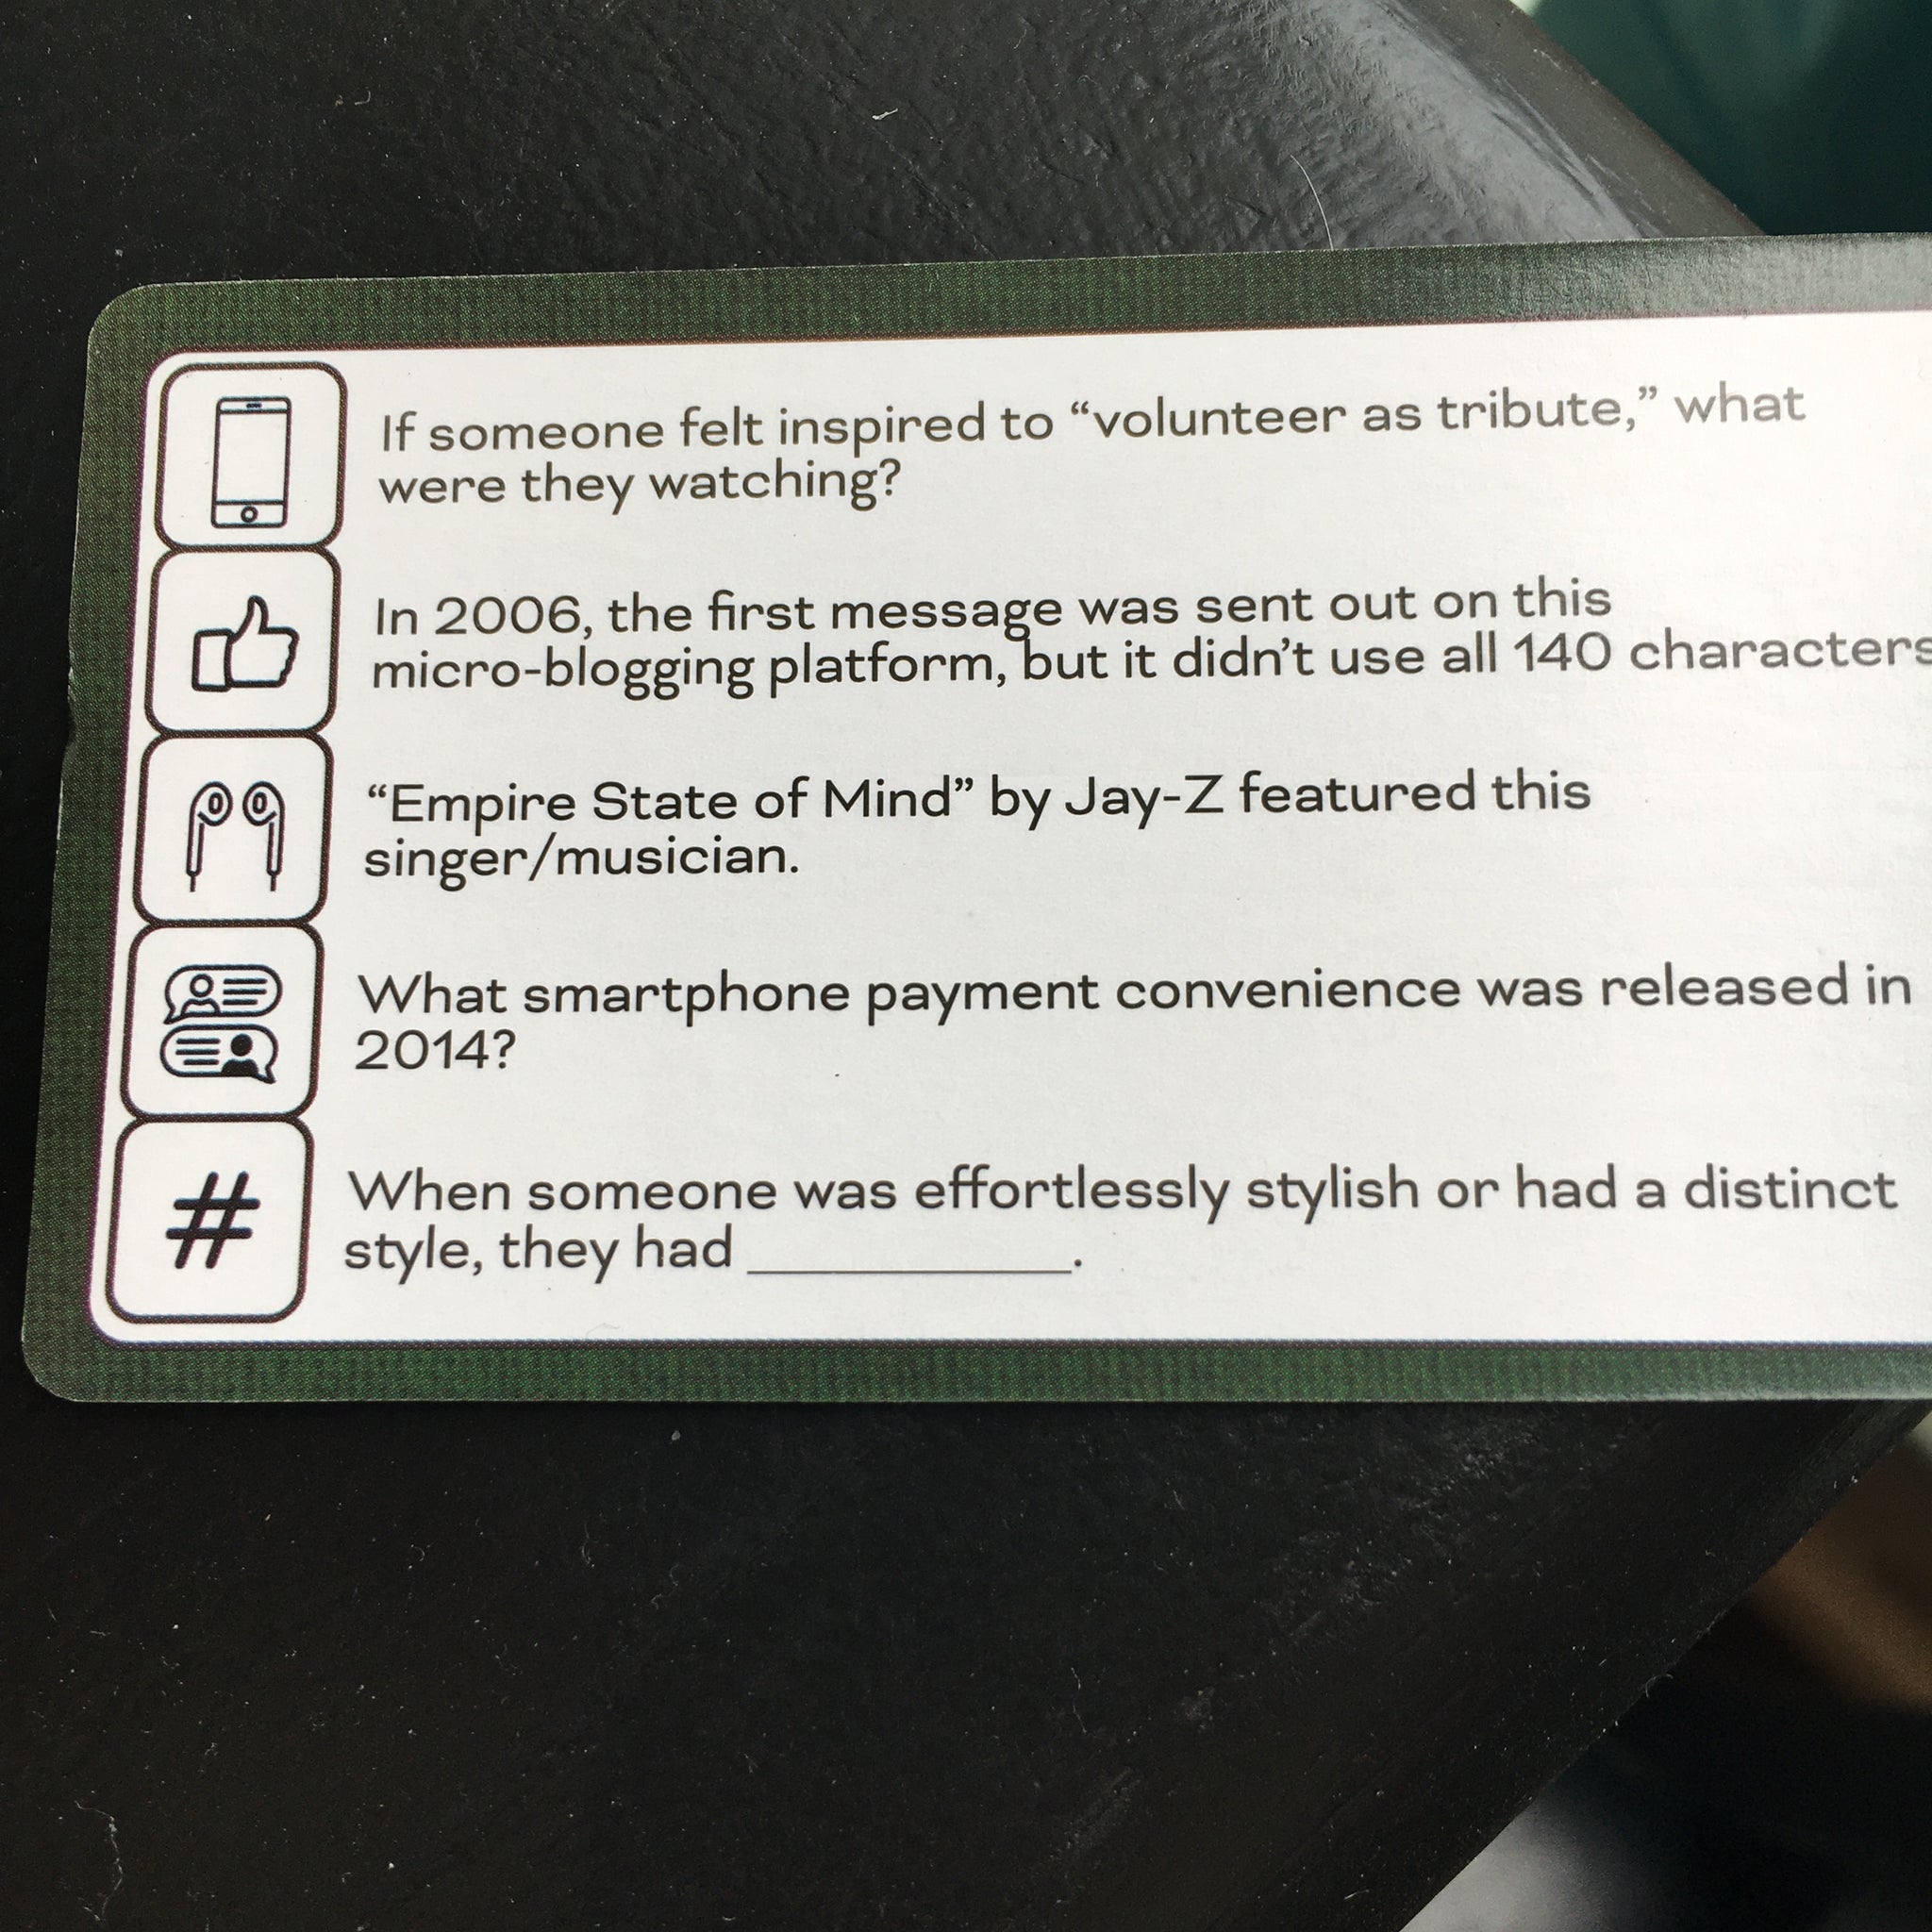 If someone felt inspired to “volunteer as tribute,” what
were they watching?
In 2006, the first message was sent out on this
micro-blogging platform, but it didn’t use all 140 characters
“Empire State of Mind” by Jay-Z featured this
singer/musician.
What smartphone payment convenience was released in
2014?
#
When someone was effortlessly stylish or had a distinct
style, they had ____________.